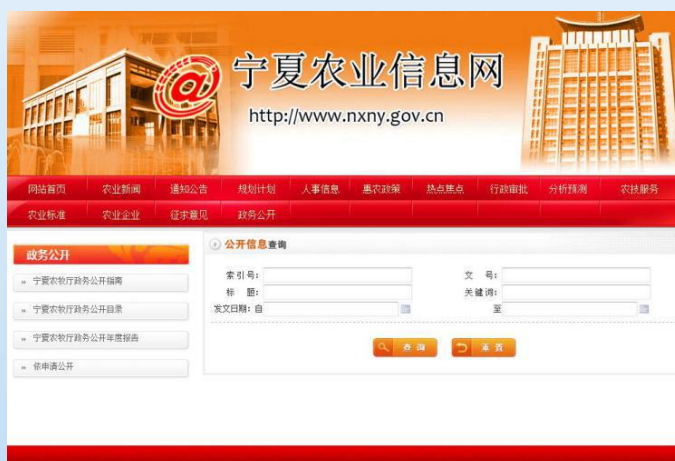 宁夏农业信息网
http://www.nxny.gov.cn
网站首页 农业新闻 通知公告 规划计划 人事信息 惠农政策 热点焦点 行政审批 分析预测 农技服务
农业标准 农业企业 征求意见 政务公开
政务公开
» 宁夏农牧厅政务公开指南
» 宁夏农牧厅政务公开目录
» 宁夏农牧厅政务公开年度报告
» 依申请公开
公开信息查询
索引号: 文 号:
标 题: 关键词:
发文日期: 自 至
查 询 重 置